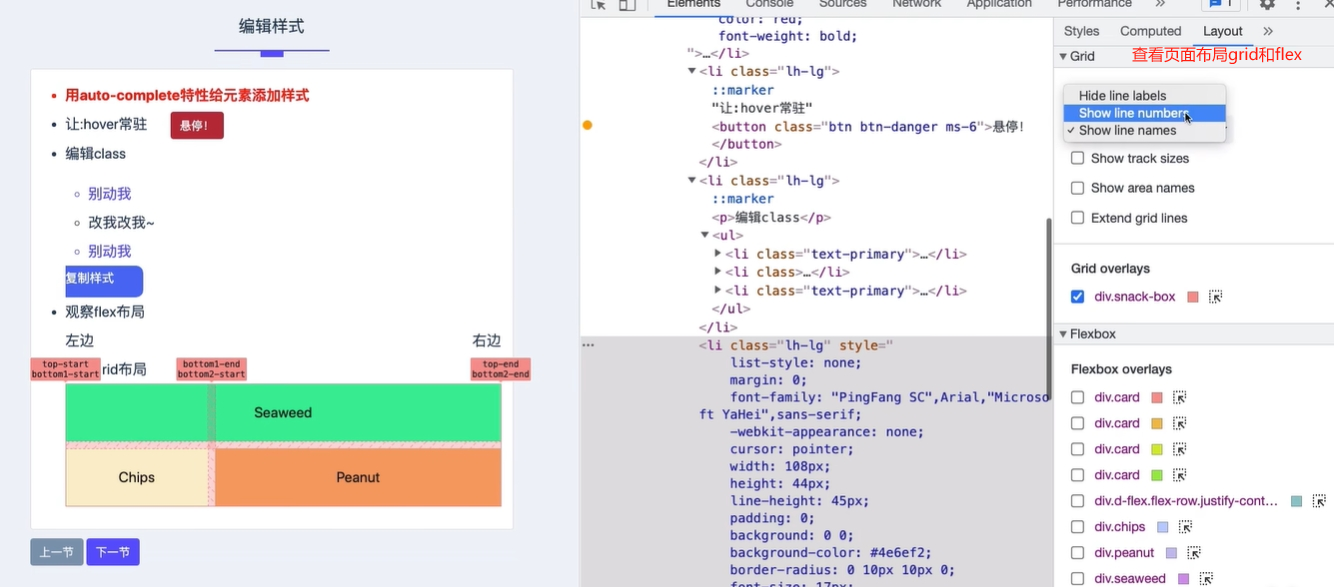 编辑样式
用auto-complete特性给元素添加样式
让:hover常驻
悬停!
编辑class
别动我
改我改我~
别动我
复制样式
观察flex布局
左边
右边
rid布局
top-start
bottom1-start
bottom1-end
bottom2-start
top-end
bottom2-end
Seaweed
Chips
Peanut
上一节
下一节
Elements
Console
Sources
Network
Application
Performance
»
1
color: red;
font-weight: bold;
">…</li>
<li class="lh-lg">
::marker
"让:hover常驻"
<button class="btn btn-danger ms-6">悬停!
</button>
</li>
<li class="lh-lg">
::marker
<p>编辑class</p>
<ul>
<li class="text-primary">…</li>
<li class>…</li>
<li class="text-primary">…</li>
</ul>
</li>
<li class="lh-lg" style="
list-style: none;
margin: 0;
font-family: "PingFang SC",Arial,"Microso
ft YaHei",sans-serif;
-webkit-appearance: none;
cursor: pointer;
width: 108px;
height: 44px;
line-height: 45px;
padding: 0;
background: 0 0;
background-color: #4e6ef2;
border-radius: 0 10px 10px 0;
font-size: 17px;
Styles
Computed
Layout
»
Grid
查看页面布局grid和flex
Hide line labels
Show line numbers
✓ Show line names
Show track sizes
Show area names
Extend grid lines
Grid overlays
div.snack-box
Flexbox
Flexbox overlays
div.card
div.card
div.card
div.card
div.d-flex.flex-row.justify-cont…
div.chips
div.peanut
div.seaweed